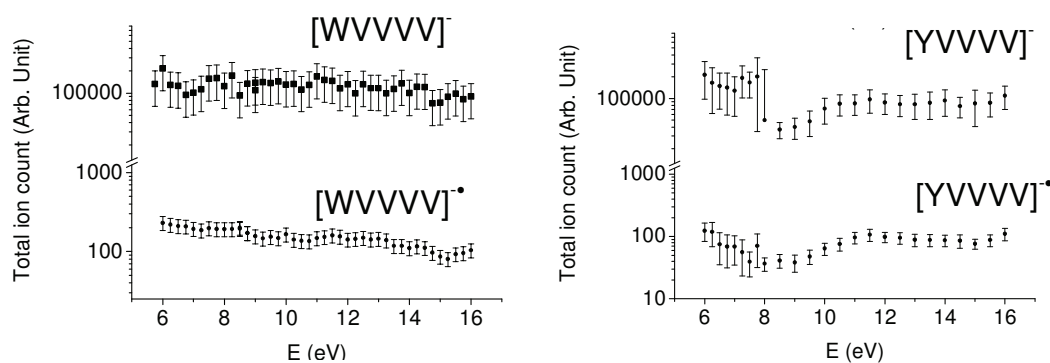 [WVVVV]⁻
100000
1000
[WVVVV]⁻•
100
6 8 10 12 14 16
E (eV)
Total ion count (Arb. Unit)
[YVVVV]⁻
100000
1000
[YVVVV]⁻•
100
10
6 8 10 12 14 16
E (eV)
Total ion count (Arb. Unit)